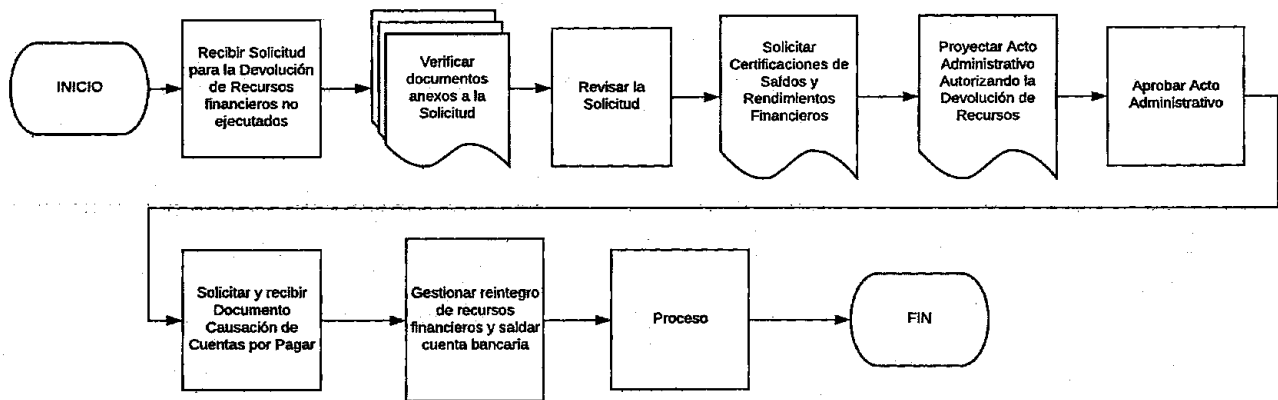 INICIO
Recibir Solicitud
para la Devolución
de Recursos
financieros no
ejecutados
Verificar
documentos
anexos a la
Solicitud
Revisar la
Solicitud
Solicitar
Certificaciones de
Saldos y
Rendimientos
Financieros
Proyectar Acto
Administrativo
Autorizando la
Devolución de
Recursos
Aprobar Acto
Administrativo
Solicitar y recibir
Documento
Causación de
Cuentas por Pagar
Gestionar reintegro
de recursos
financieros y saldar
cuenta bancaria
Proceso
FIN